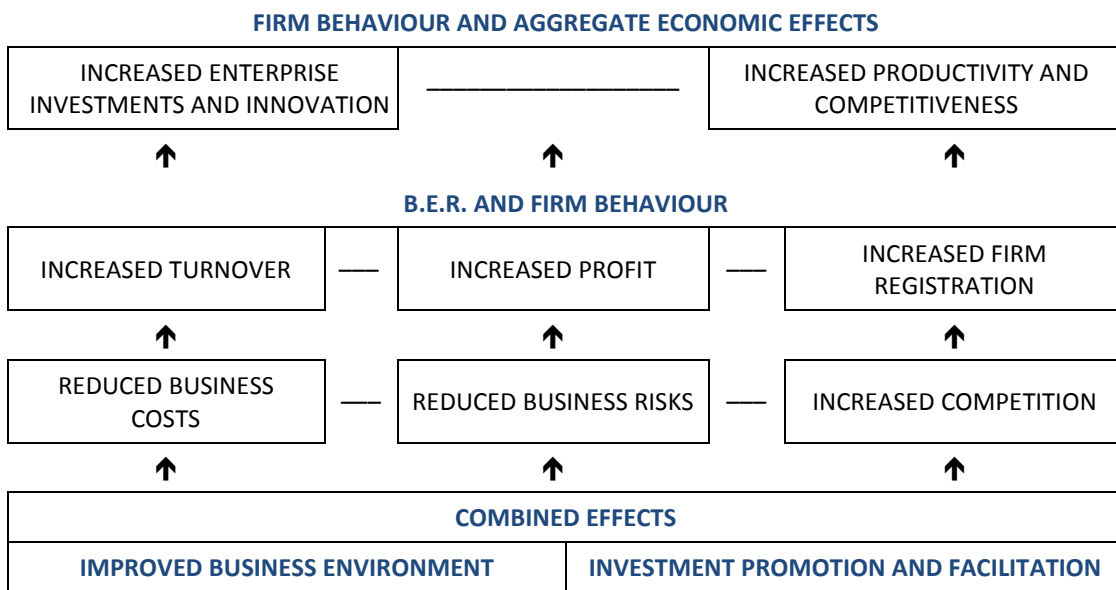 FIRM BEHAVIOUR AND AGGREGATE ECONOMIC EFFECTS
INCREASED ENTERPRISE
INVESTMENTS AND INNOVATION
INCREASED PRODUCTIVITY AND
COMPETITIVENESS
B.E.R. AND FIRM BEHAVIOUR
INCREASED TURNOVER
INCREASED PROFIT
INCREASED FIRM
REGISTRATION
REDUCED BUSINESS
COSTS
REDUCED BUSINESS RISKS
INCREASED COMPETITION
COMBINED EFFECTS
IMPROVED BUSINESS ENVIRONMENT
INVESTMENT PROMOTION AND FACILITATION